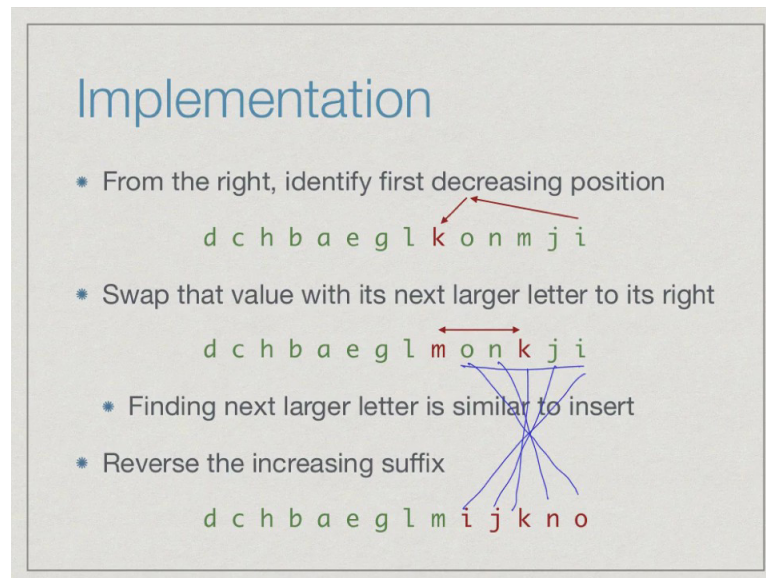 Implementation
From the right, identify first decreasing position
d c h b a e g l k o n m j i
Swap that value with its next larger letter to its right
d c h b a e g l m o n k j i
Finding next larger letter is similar to insert
Reverse the increasing suffix
d c h b a e g l m i j k n o